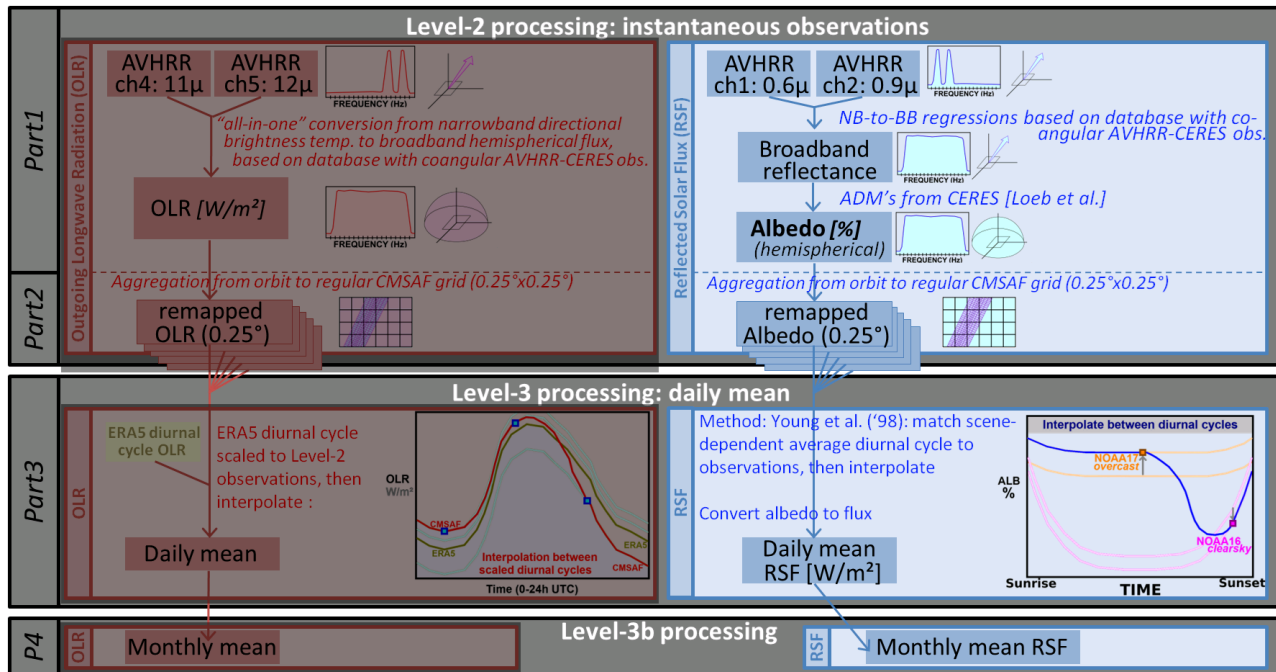 Level-2 processing: instantaneous observations
Part1
Outgoing Longwave Radiation (OLR)
AVHRR
ch4: 11µ
AVHRR
ch5: 12µ
FREQUENCY (Hz)
“all-in-one” conversion from narrowband directional
brightness temp. to broadband hemispherical flux,
based on database with coangular AVHRR-CERES obs.
OLR [W/m²]
FREQUENCY (Hz)
Reflected Solar Flux (RSF)
AVHRR
ch1: 0.6µ
AVHRR
ch2: 0.9µ
FREQUENCY (Hz)
NB-to-BB regressions based on database with co-
angular AVHRR-CERES obs.
Broadband
reflectance
FREQUENCY (Hz)
ADM’s from CERES [Loeb et al.]
Albedo [%]
(hemispherical)
FREQUENCY (Hz)
Part2
Aggregation from orbit to regular CMSAF grid (0.25°x0.25°)
remapped
OLR (0.25°)
Aggregation from orbit to regular CMSAF grid (0.25°x0.25°)
remapped
Albedo (0.25°)
Level-3 processing: daily mean
Part3
OLR
ERA5 diurnal
cycle OLR
ERA5 diurnal cycle
scaled to Level-2
observations, then
interpolate :
Daily mean
OLR
W/m²
CMSAF
ERA5
Interpolation between
scaled diurnal cycles
ERA5
CMSAF
Time (0-24h UTC)
RSF
Method: Young et al. (‘98): match scene-
dependent average diurnal cycle to
observations, then interpolate
Convert albedo to flux
Daily mean
RSF [W/m²]
Interpolate between diurnal cycles
ALB
%
NOAA17
overcast
NOAA16
clearsky
Sunrise
TIME
Sunset
P4
Level-3b processing
OLR
Monthly mean
RSF
Monthly mean RSF